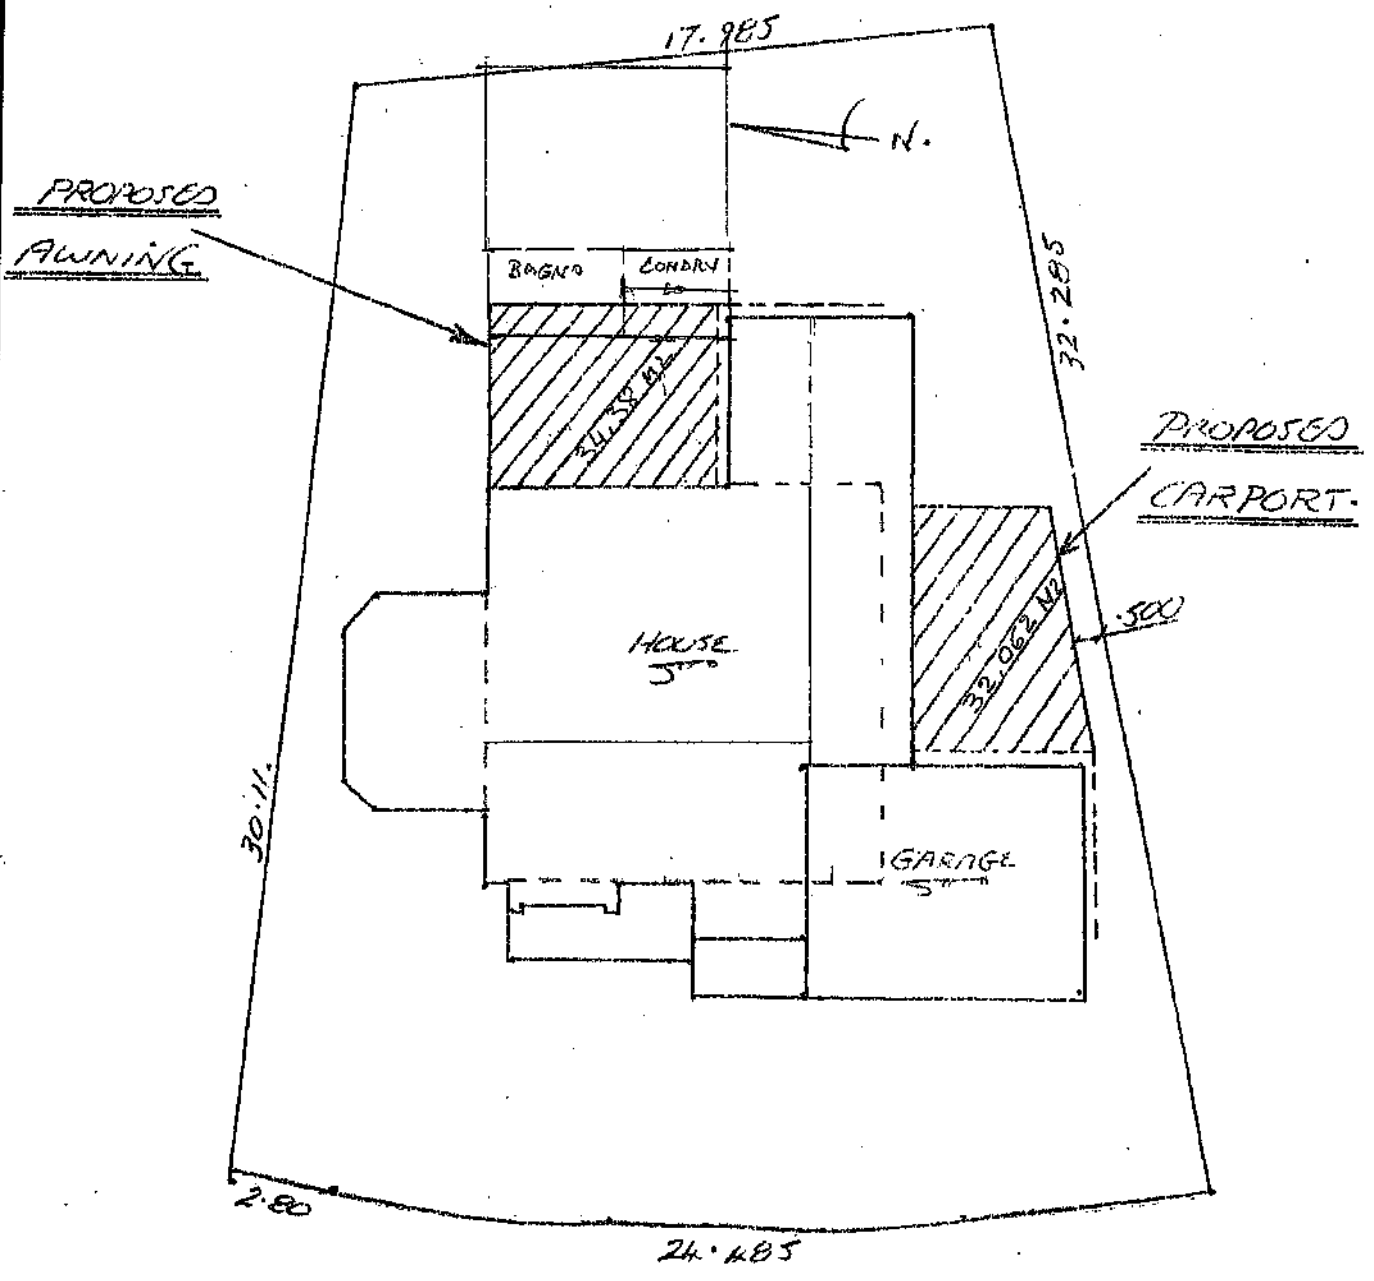 17.985
N.
PROPOSED
AWNING
BAGNO
LONDRY
34.38 M2
32.285
PROPOSED
CARPORT.
.500
32.062 M2
HOUSE
30.11.
GARAGE
2.80
24.485